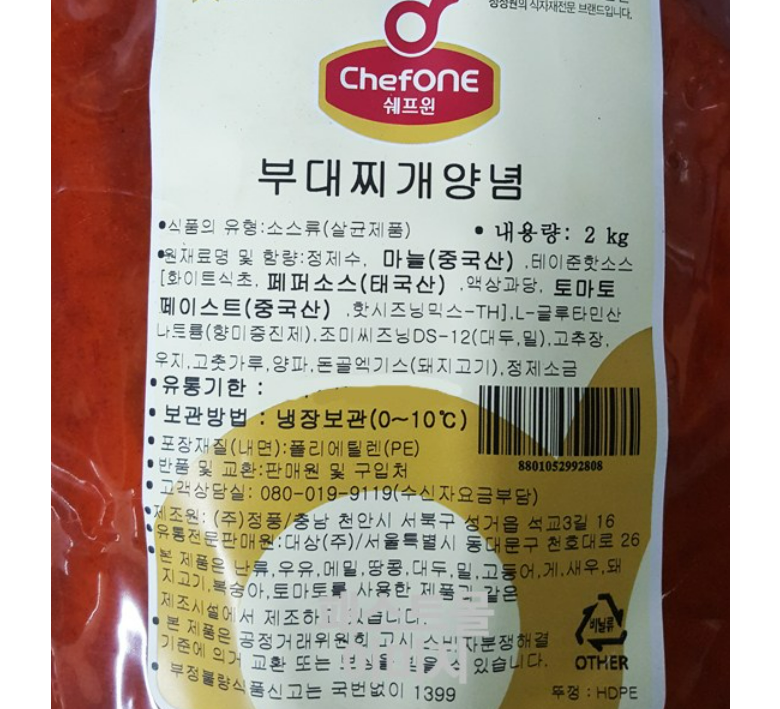 청정원의 식자재전문 브랜드입니다.
ChefONE
쉐프원
부대찌개양념
•식품의 유형:소스류(살균제품) • 내용량: 2 kg
•원재료명 및 함량:정제수, 마늘(중국산) ,테이준핫소스
[화이트식초, 페퍼소스(태국산) ,액상과당, 토마토
페이스트(중국산) ,핫시즈닝믹스-TH],L-글루타민산
나트륨(향미증진제),조미씨즈닝DS-12(대두,밀),고추장,
우지,고춧가루,양파,돈골엑기스(돼지고기),정제소금
•유통기한 :
•보관방법 : 냉장보관(0~10℃)
•포장재질(내면):폴리에틸렌(PE)
8801052992808
•반품 및 교환:판매원 및 구입처
•고객상담실: 080-019-9119(수신자요금부담)
•제조원: (주)정풍/충남 천안시 서북구 성거읍 석교3길 16
•유통전문판매원:대상(주)/서울특별시 동대문구 천호대로 26
•본 제품은 난류,우유,메밀,땅콩,대두,밀,고등어,게,새우,돼
지고기,복숭아,토마토를 사용한 제품과 같은
제조시설에서 제조하고 있습니다.
•본 제품은 공정거래위원회 고시 소비자분쟁해결
기준에 의거 교환 또는 보상을 받을 수 있습니다.
•부정불량식품신고는 국번없이 1399
비닐류
OTHER
뚜껑 : HDPE